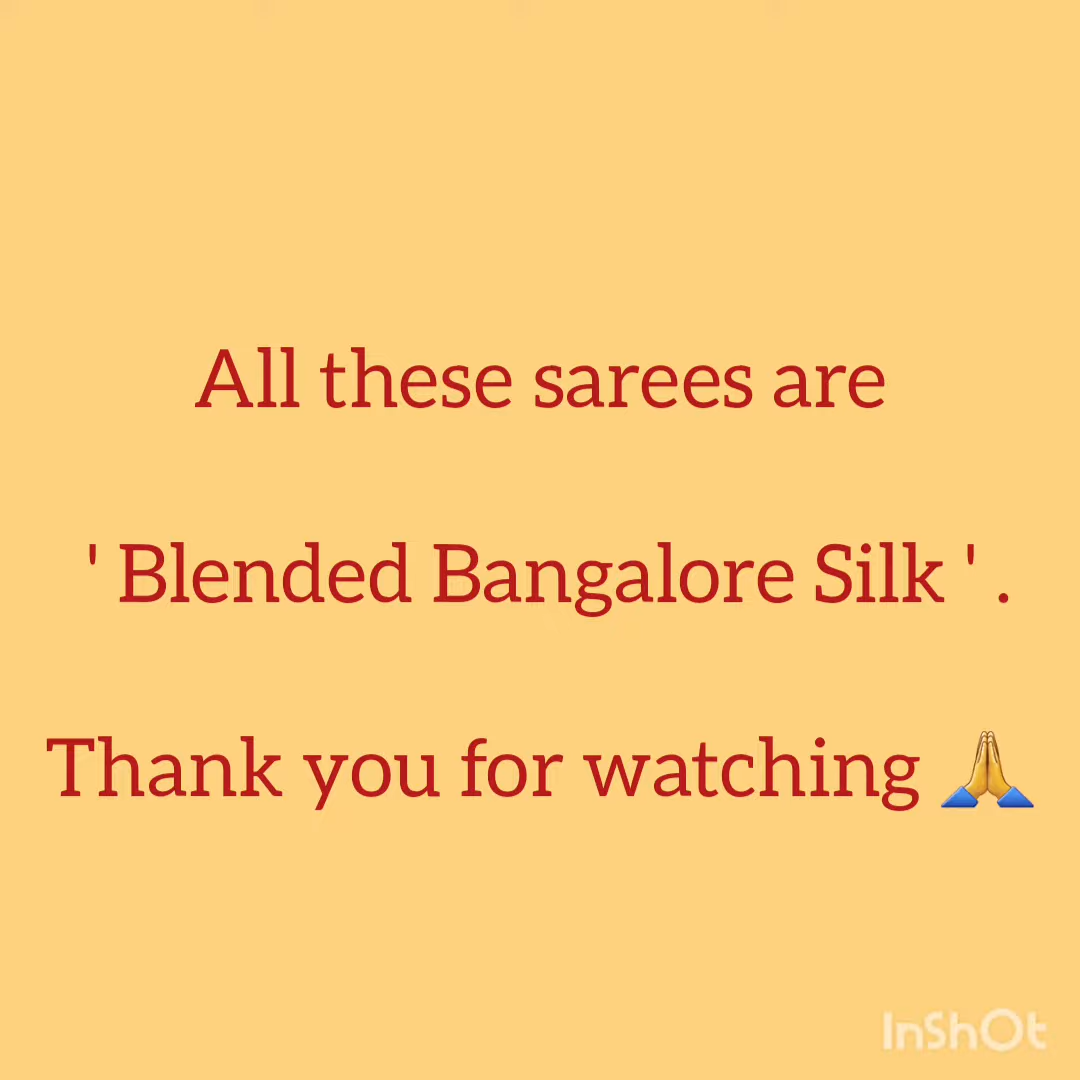 All these sarees are
' Blended Bangalore Silk ' .
Thank you for watching 🙏
InShOt